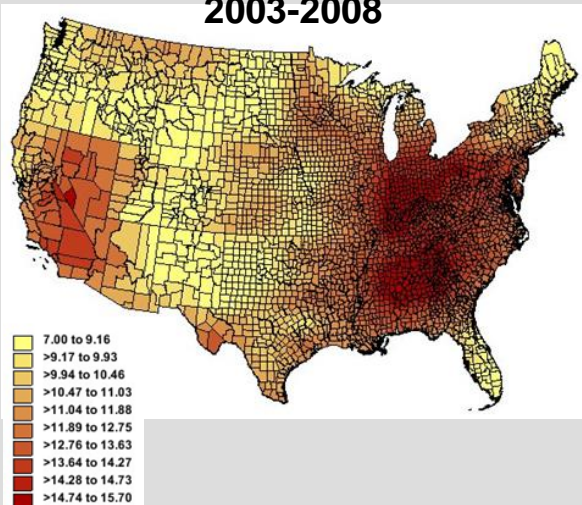 2003-2008
7.00 to 9.16
>9.17 to 9.93
>9.94 to 10.46
>10.47 to 11.03
>11.04 to 11.88
>11.89 to 12.75
>12.76 to 13.63
>13.64 to 14.27
>14.28 to 14.73
>14.74 to 15.70